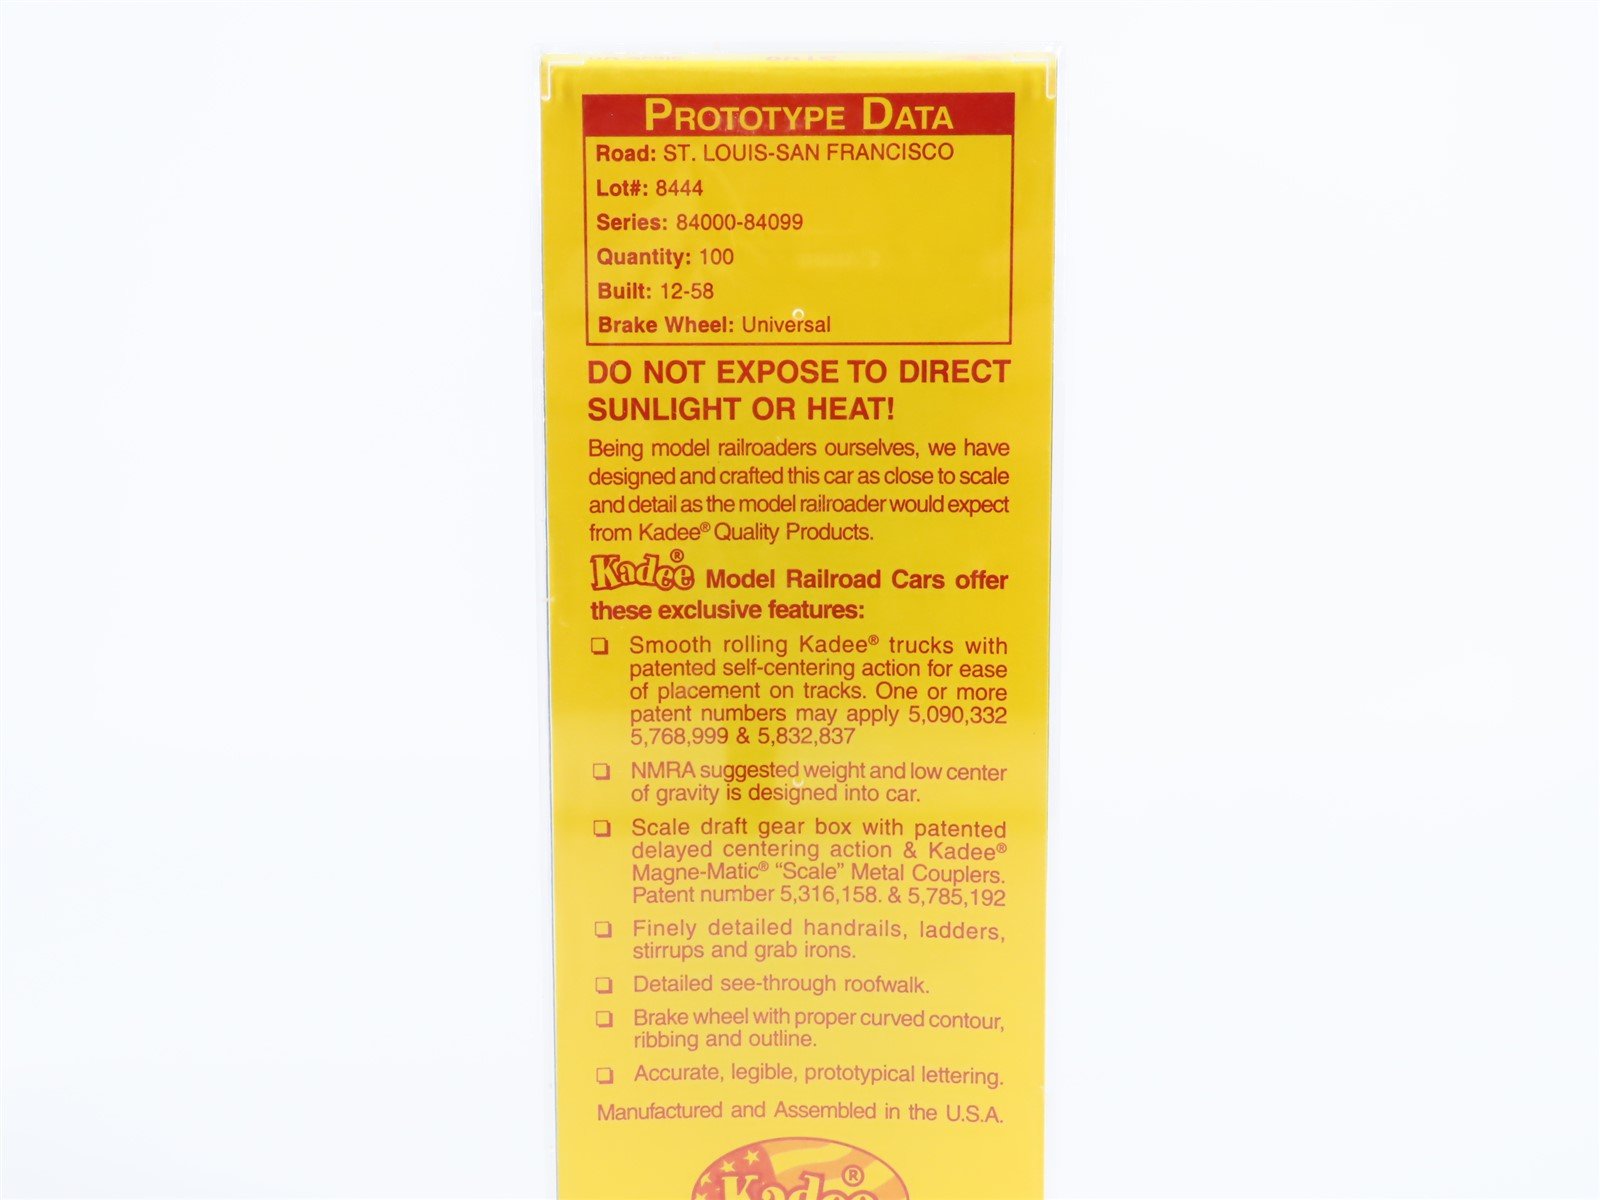 PROTOTYPE DATA
Road: ST. LOUIS-SAN FRANCISCO
Lot#: 8444
Series: 84000-84099
Quantity: 100
Built: 12-58
Brake Wheel: Universal
DO NOT EXPOSE TO DIRECT
SUNLIGHT OR HEAT!
Being model railroaders ourselves, we have
designed and crafted this car as close to scale
and detail as the model railroader would expect
from Kadee® Quality Products.
Kadee® Model Railroad Cars offer
these exclusive features:
❏ Smooth rolling Kadee® trucks with
patented self-centering action for ease
of placement on tracks. One or more
patent numbers may apply 5,090,332
5,768,999 & 5,832,837
❏ NMRA suggested weight and low center
of gravity is designed into car.
❏ Scale draft gear box with patented
delayed centering action & Kadee®
Magne-Matic® “Scale” Metal Couplers.
Patent number 5,316,158. & 5,785,192
❏ Finely detailed handrails, ladders,
stirrups and grab irons.
❏ Detailed see-through roofwalk.
❏ Brake wheel with proper curved contour,
ribbing and outline.
❏ Accurate, legible, prototypical lettering.
Manufactured and Assembled in the U.S.A.
Kadee®